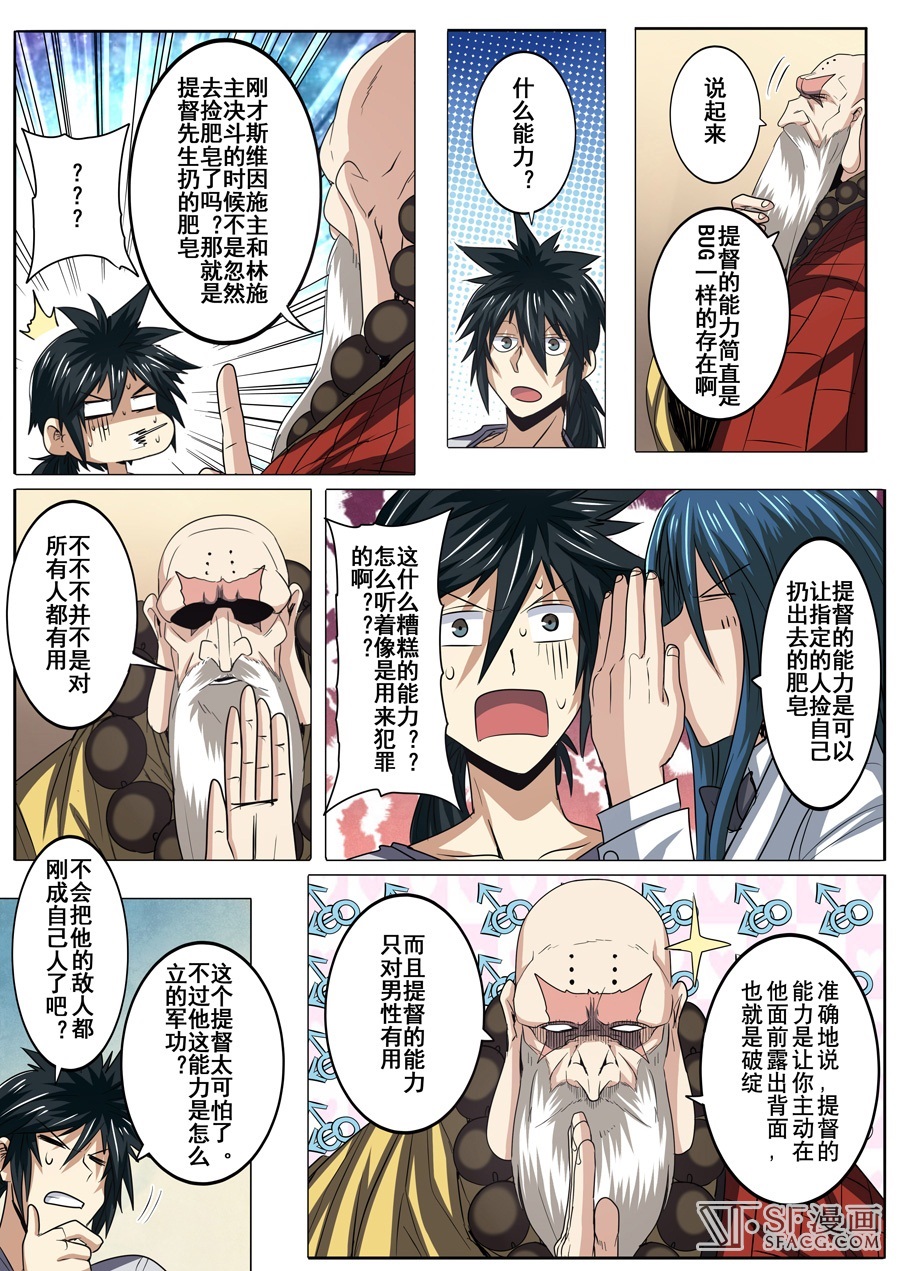 说起来
提督的能力简直是
BUG一样的存在啊
什么能力？
刚才斯维因施主和林施
主决斗的时候不是忽然
去捡肥皂了吗？那就是
提督先生扔的肥皂
？？？
提督的能力是可以
让指定的人捡自己
扔出去的肥皂
这什么糟糕的能力？？
怎么听着像是用来犯罪
的啊？？？
不不不并不是对
所有人都有用
准确地说，提督的
能力是让你主动在
他面前露出背面，
也就是破绽
而且提督的能力
只对男性有用
这个提督太可怕了。
不过他这能力是怎么
立的军功？
不会把他的敌人都
刚成自己人了吧？
SF漫画
SFACG.COM